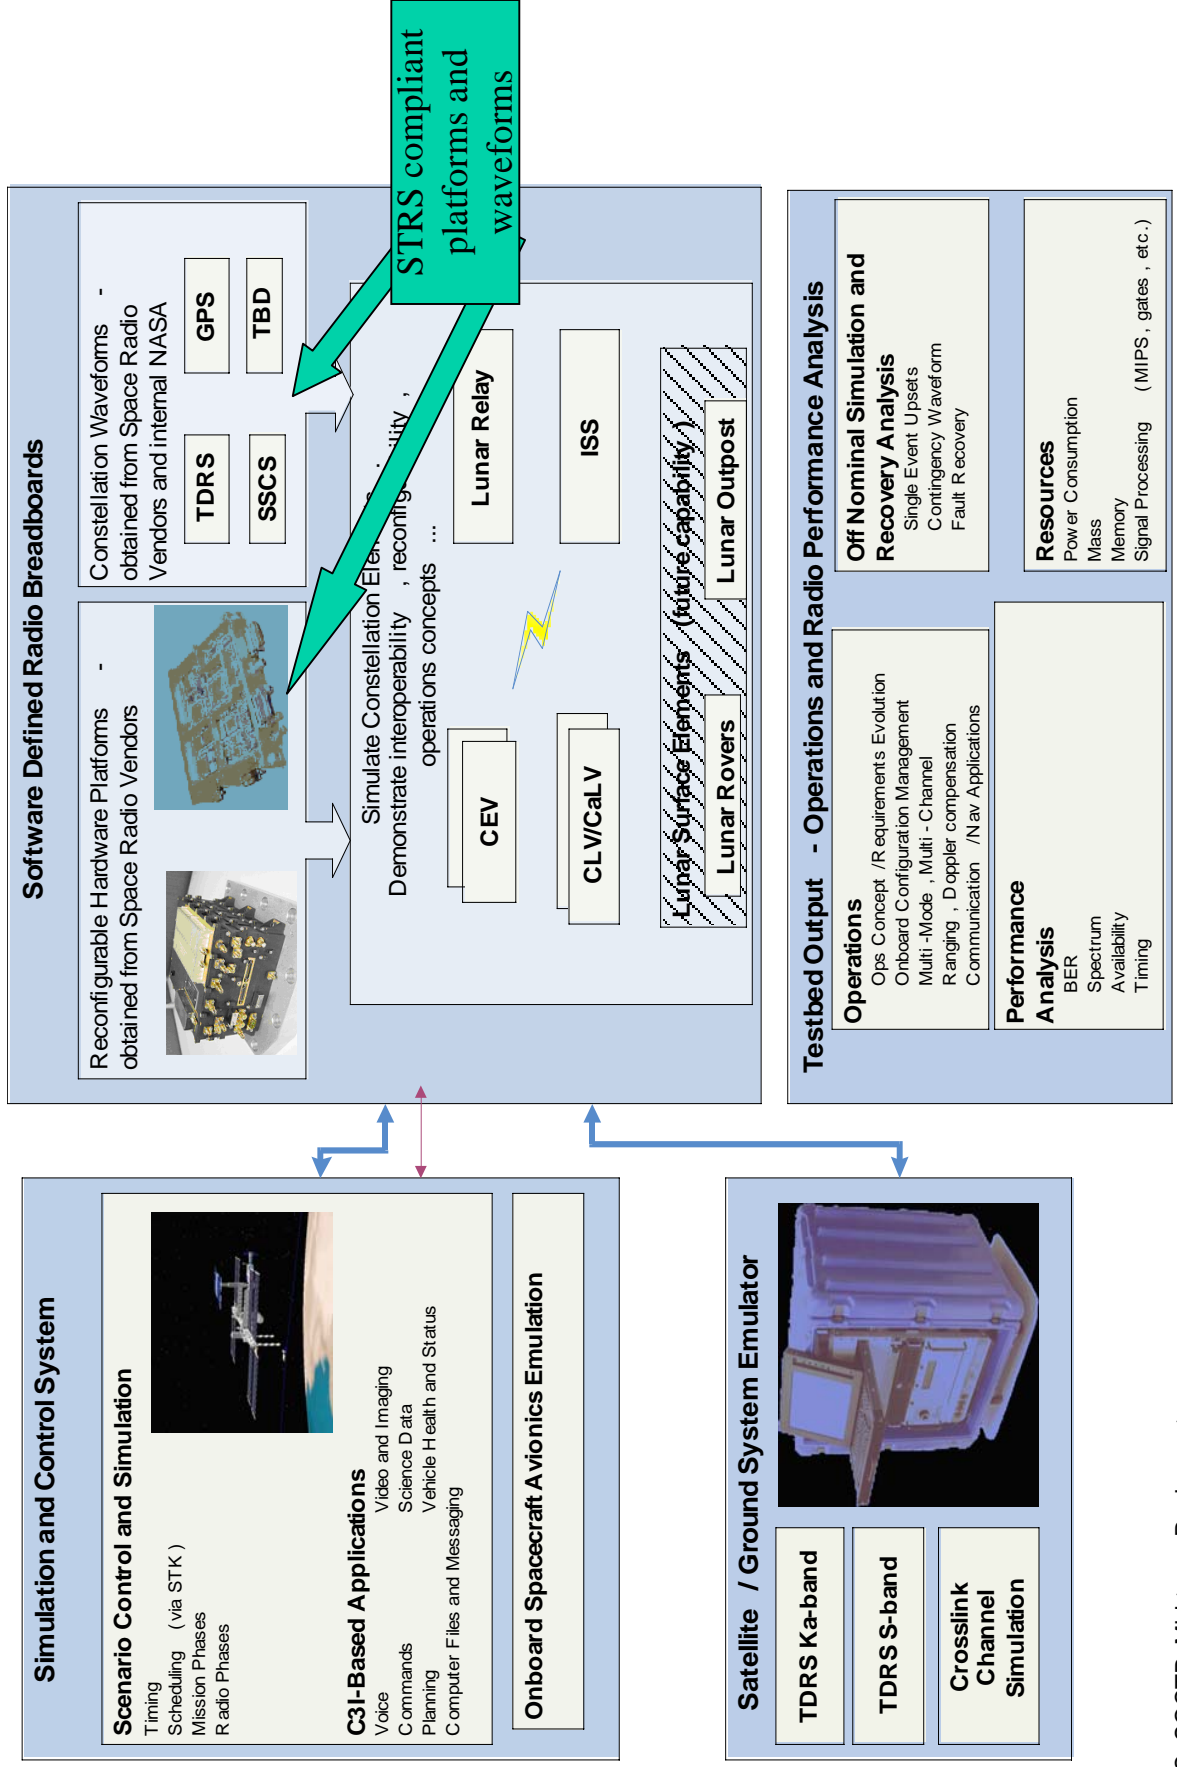 Simulation and Control System
Scenario Control and Simulation
Timing
Scheduling (via STK)
Mission Phases
Radio Phases
C3I-Based Applications
Voice Video and Imaging
Commands Science Data
Planning Vehicle Health and Status
Computer Files and Messaging
Onboard Spacecraft Avionics Emulation
Satellite / Ground System Emulator
TDRS Ka-band
TDRS S-band
Crosslink
Channel
Simulation
Software Defined Radio Breadboards
Reconfigurable Hardware Platforms -
obtained from Space Radio Vendors
Constellation Waveforms -
obtained from Space Radio
Vendors and internal NASA
TDRS
GPS
SSCS
TBD
STRS compliant
platforms and
waveforms
Simulate Constellation
Demonstrate interoperability ,
operations concepts ...
CEV
Lunar Relay
CLV/CaLV
ISS
Lunar Surface Elements (future capability )
Lunar Rovers
Lunar Outpost
Testbed Output - Operations and Radio Performance Analysis
Operations
Ops Concept /Requirements Evolution
Onboard Configuration Management
Multi -Mode , Multi - Channel
Ranging , Doppler compensation
Communication /Nav Applications
Off Nominal Simulation and
Recovery Analysis
Single Event Upsets
Contingency Waveform
Fault Recovery
Performance
Analysis
BER
Spectrum
Availability
Timing
Resources
Power Consumption
Mass
Memory
Signal Processing (MIPS , gates , etc.)